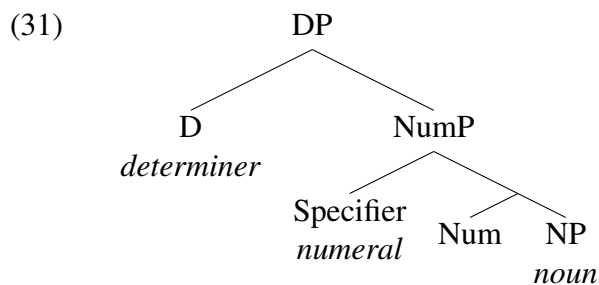 (31) DP
D NumP
determiner
Specifier Num NP
numeral noun